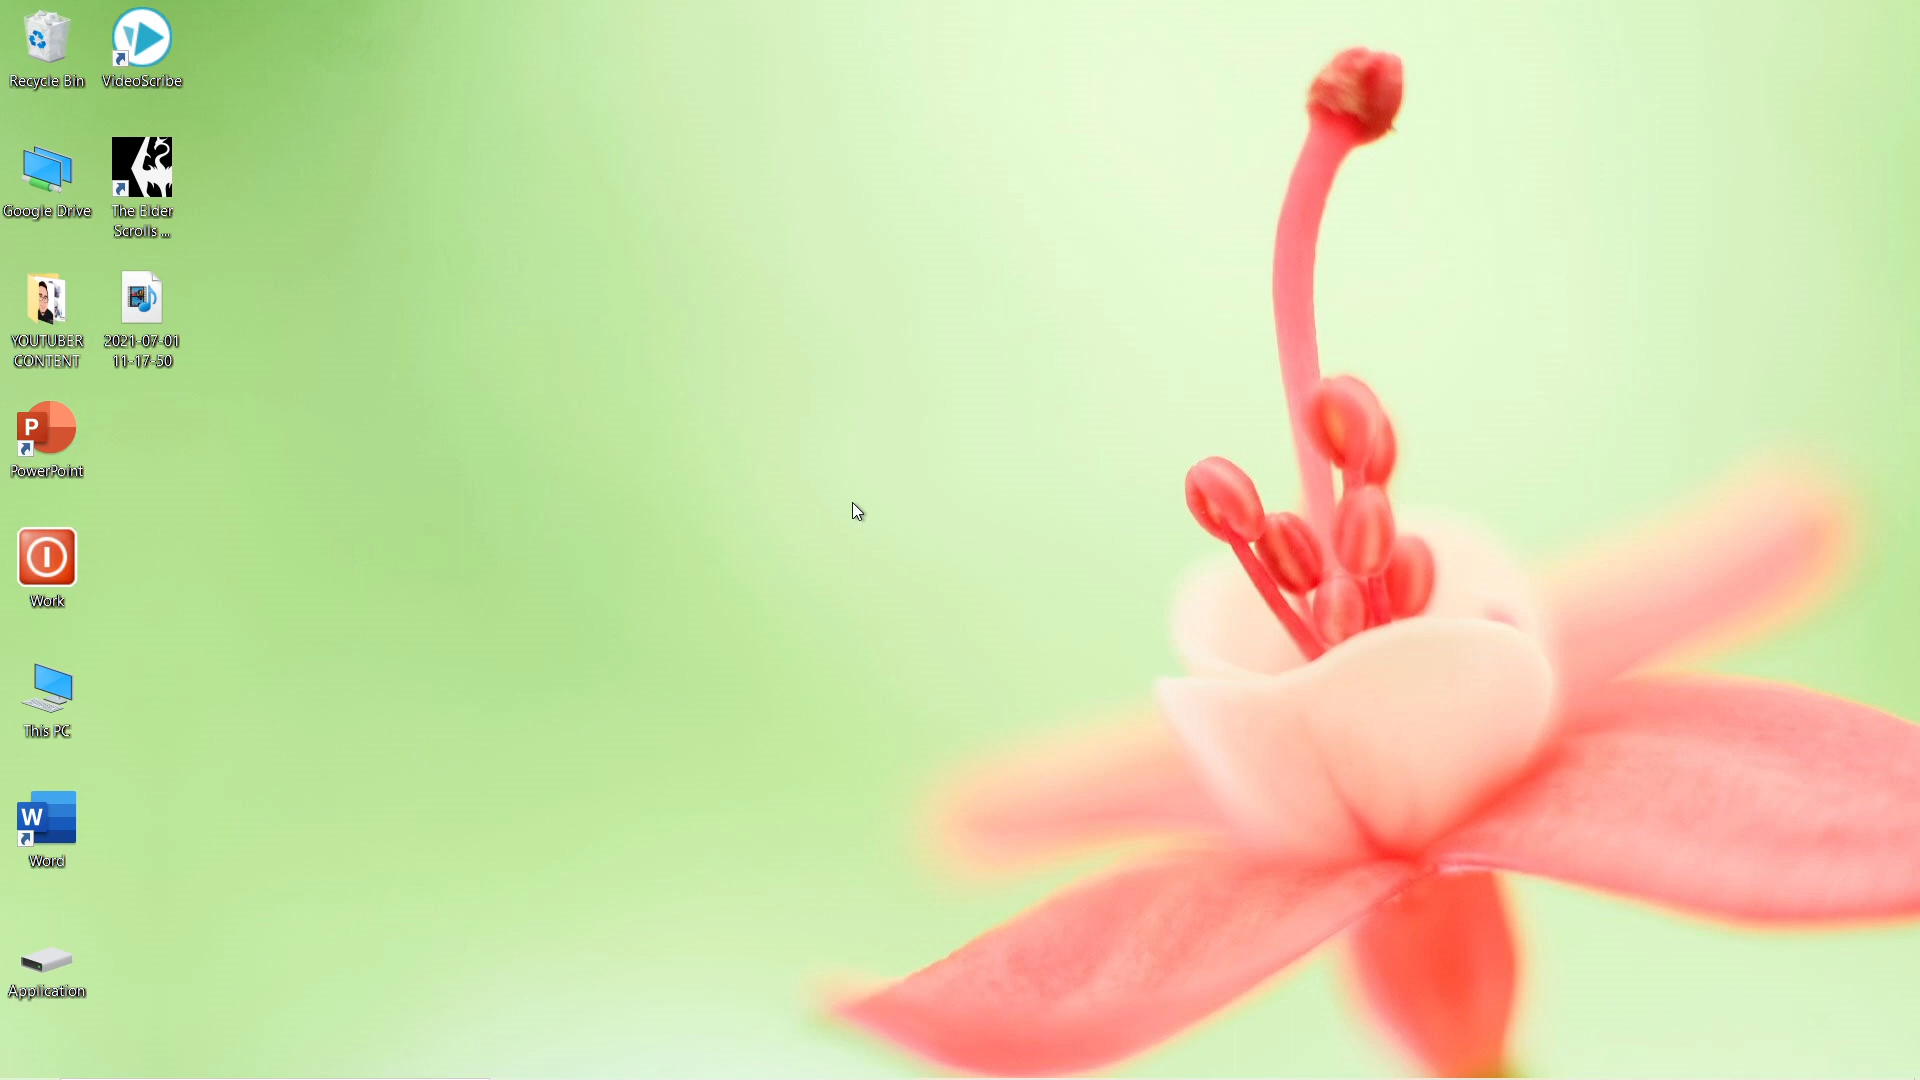 Recycle Bin
VideoScribe
Google Drive
The Elder
Scrolls ...
YOUTUBER
CONTENT
2021-07-01
11-17-50
P
PowerPoint
Work
This PC
W
Word
Application